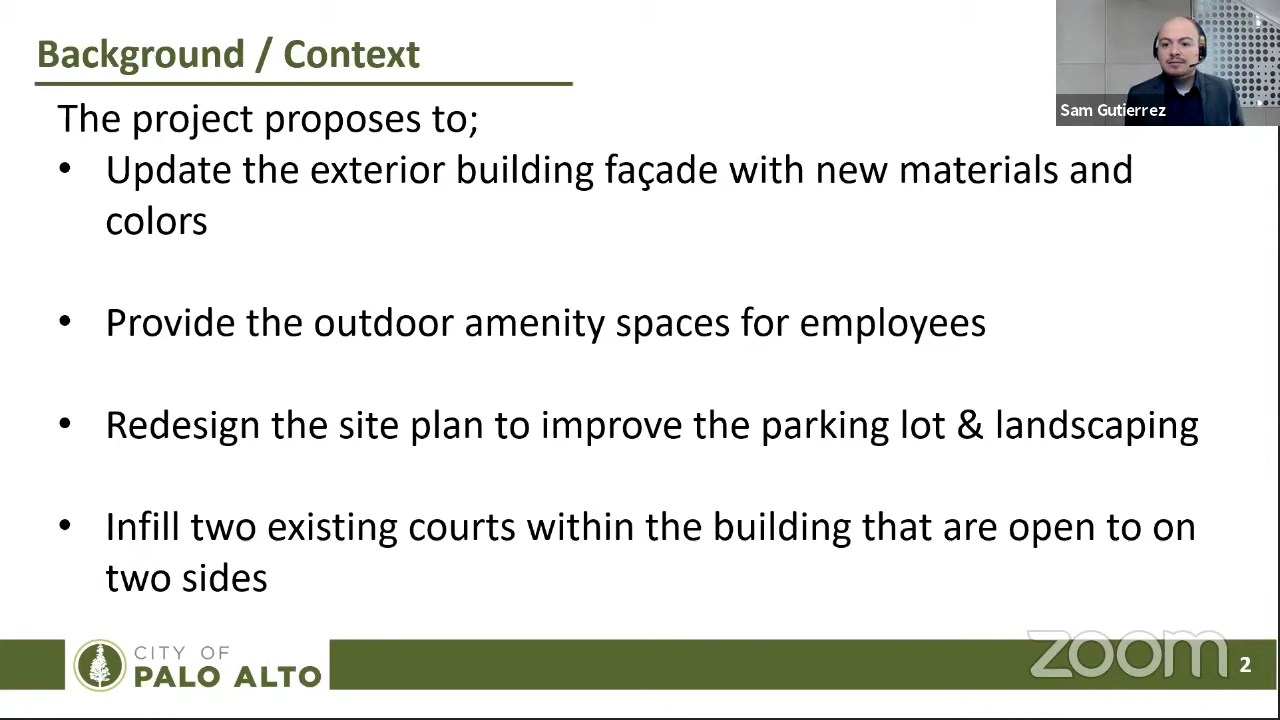 Background / Context
Sam Gutierrez
The project proposes to;
• Update the exterior building façade with new materials and
colors
• Provide the outdoor amenity spaces for employees
• Redesign the site plan to improve the parking lot & landscaping
• Infill two existing courts within the building that are open to on
two sides
CITY OF
PALO ALTO
zoom
2